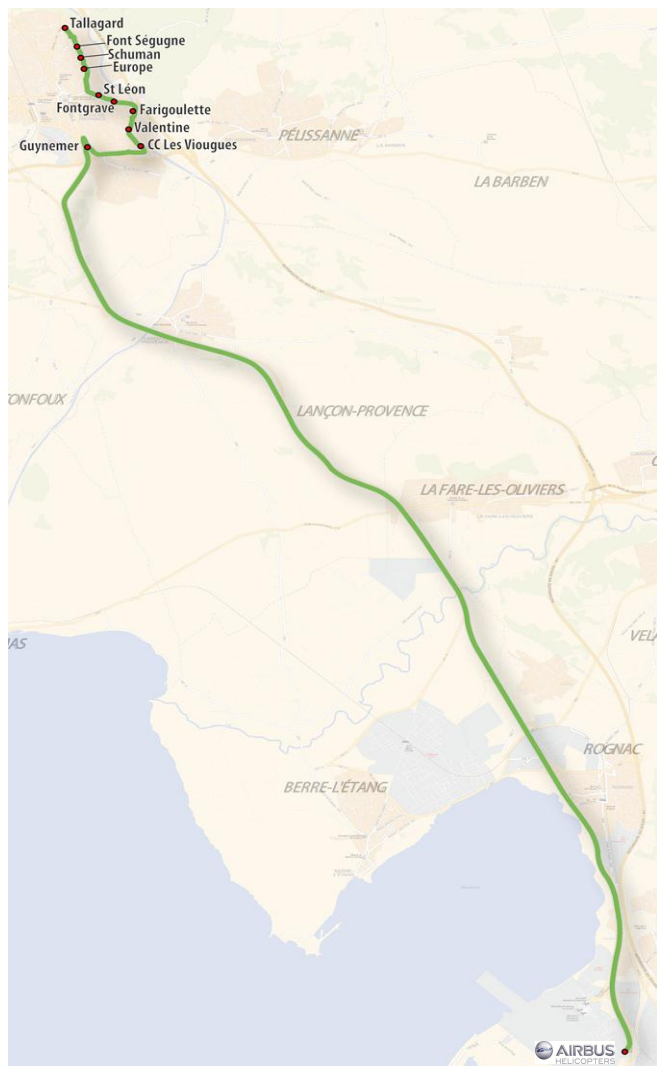 Tallagard
Font Ségugne
Schuman
Europe
St Léon
Fontgrave
Farigoulette
Valentine
Guynemer
CC Les Viougues
PÉLISSANNE
LA BARBEN
ONFOUX
LANÇON-PROVENCE
LA FARE-LES-OLIVIERS
NAS
VELA
ROGNAC
BERRE-L'ÉTANG
AIRBUS
HELICOPTERS